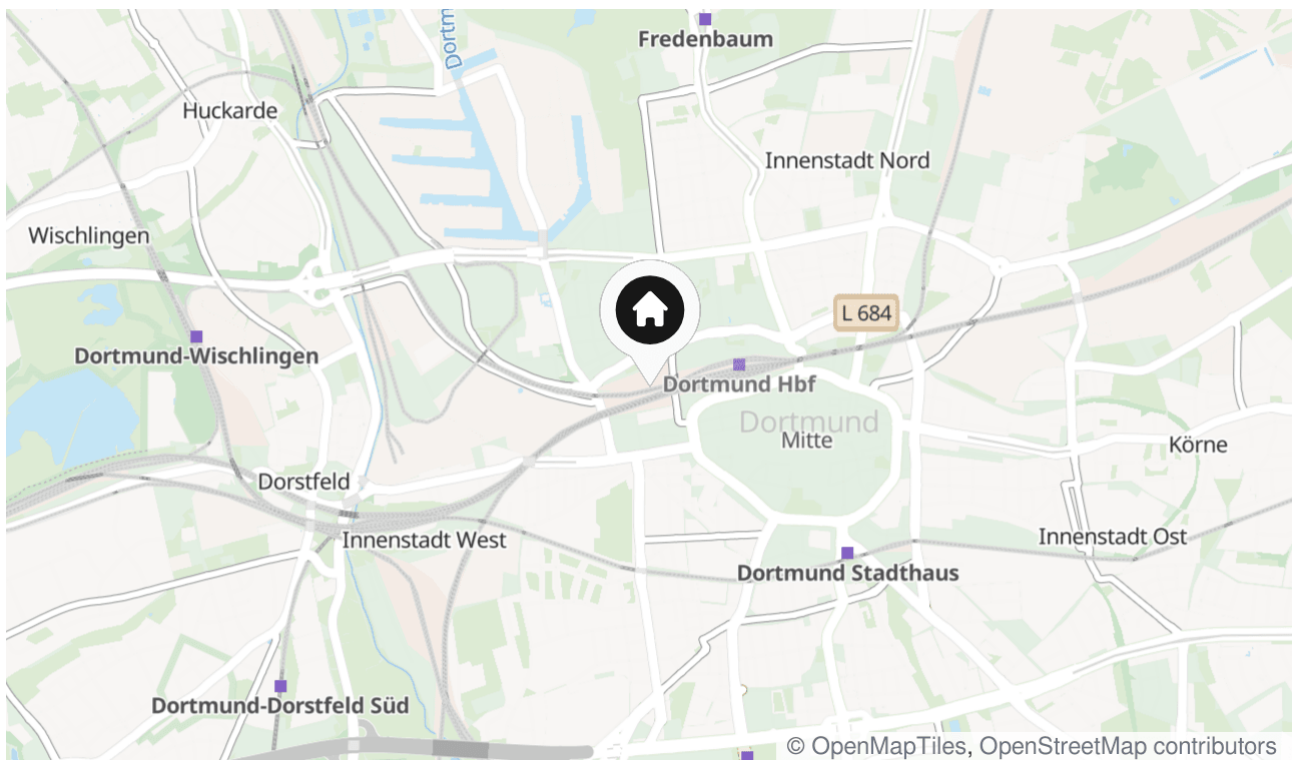 Fredenbaum
Dortm
Huckarde
Innenstadt Nord
Wischlingen
L 684
Dortmund-Wischlingen
Dortmund Hbf
Dortmund
Mitte
Körne
Dorstfeld
Innenstadt West
Innenstadt Ost
Dortmund Stadthaus
Dortmund-Dorstfeld Süd
© OpenMapTiles, OpenStreetMap contributors